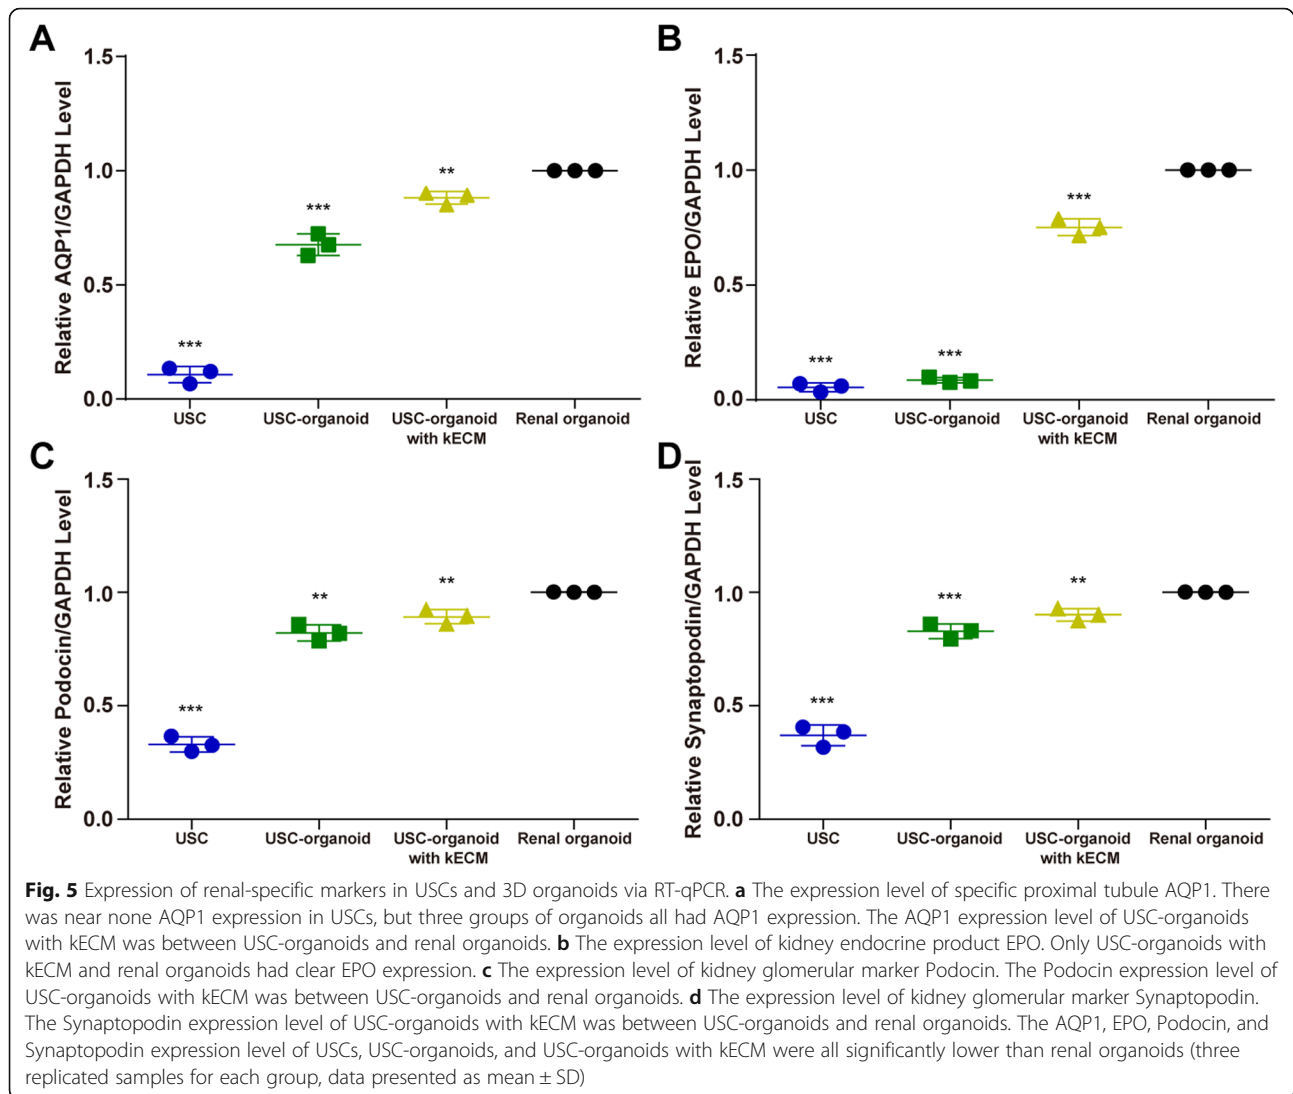 A
Relative AQP1/GAPDH Level
1.5
1.0
0.5
0.0
***
***
**
USC
USC-organoid
USC-organoid
with kECM
Renal organoid
B
Relative EPO/GAPDH Level
1.5
1.0
0.5
0.0
***
***
***
USC
USC-organoid
USC-organoid
with kECM
Renal organoid
C
Relative Podocin/GAPDH Level
1.5
1.0
0.5
0.0
***
**
**
USC
USC-organoid
USC-organoid
with kECM
Renal organoid
D
Relative Synaptopodin/GAPDH Level
1.5
1.0
0.5
0.0
***
***
**
USC
USC-organoid
USC-organoid
with kECM
Renal organoid
Fig. 5 Expression of renal-specific markers in USCs and 3D organoids via RT-qPCR. a The expression level of specific proximal tubule AQP1. There
was near none AQP1 expression in USCs, but three groups of organoids all had AQP1 expression. The AQP1 expression level of USC-organoids
with kECM was between USC-organoids and renal organoids. b The expression level of kidney endocrine product EPO. Only USC-organoids with
kECM and renal organoids had clear EPO expression. c The expression level of kidney glomerular marker Podocin. The Podocin expression level of
USC-organoids with kECM was between USC-organoids and renal organoids. d The expression level of kidney glomerular marker Synaptopodin.
The Synaptopodin expression level of USC-organoids with kECM was between USC-organoids and renal organoids. The AQP1, EPO, Podocin, and
Synaptopodin expression level of USCs, USC-organoids, and USC-organoids with kECM were all significantly lower than renal organoids (three
replicated samples for each group, data presented as mean ± SD)